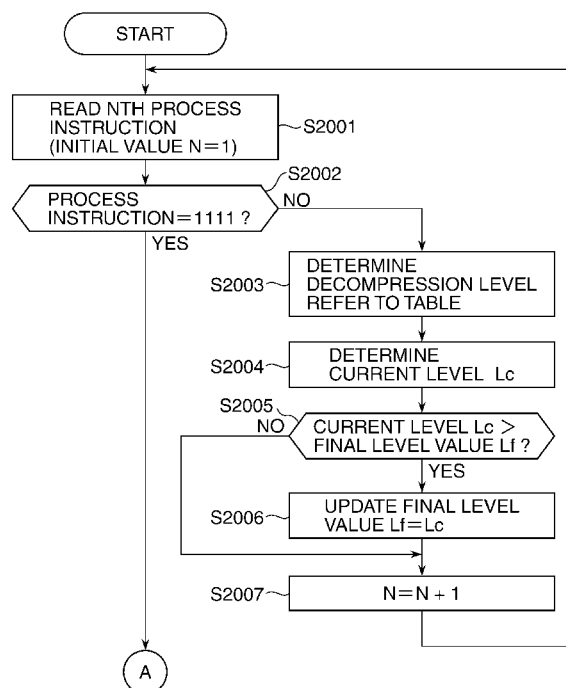 START
READ NTH PROCESS
INSTRUCTION
(INITIAL VALUE N=1)
S2001
S2002
PROCESS
INSTRUCTION=1111 ?
NO
YES
S2003
DETERMINE
DECOMPRESSION LEVEL
REFER TO TABLE
S2004
DETERMINE
CURRENT LEVEL Lc
S2005
NO
CURRENT LEVEL Lc >
FINAL LEVEL VALUE Lf ?
YES
S2006
UPDATE FINAL LEVEL
VALUE Lf=Lc
S2007
N=N + 1
A